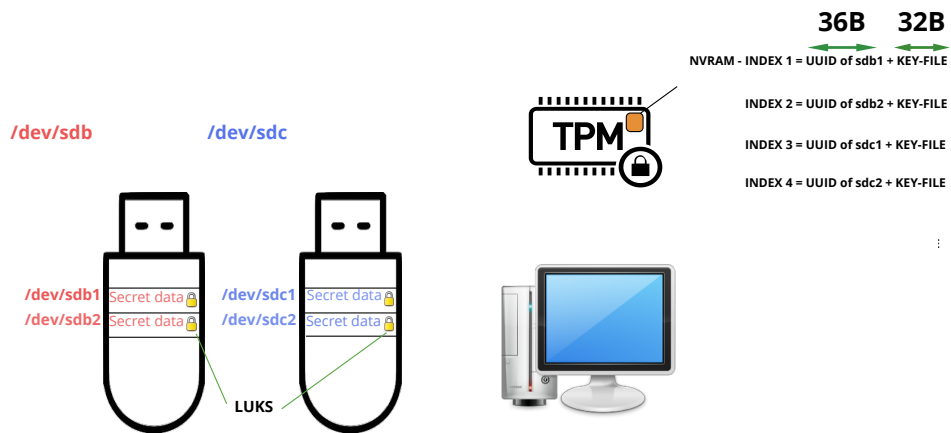 36B 32B
NVRAM - INDEX 1 = UUID of sdb1 + KEY-FILE
INDEX 2 = UUID of sdb2 + KEY-FILE
/dev/sdb /dev/sdc
TPM
INDEX 3 = UUID of sdc1 + KEY-FILE
INDEX 4 = UUID of sdc2 + KEY-FILE
⋮
/dev/sdb1 Secret data /dev/sdc1 Secret data
/dev/sdb2 Secret data /dev/sdc2 Secret data
LUKS